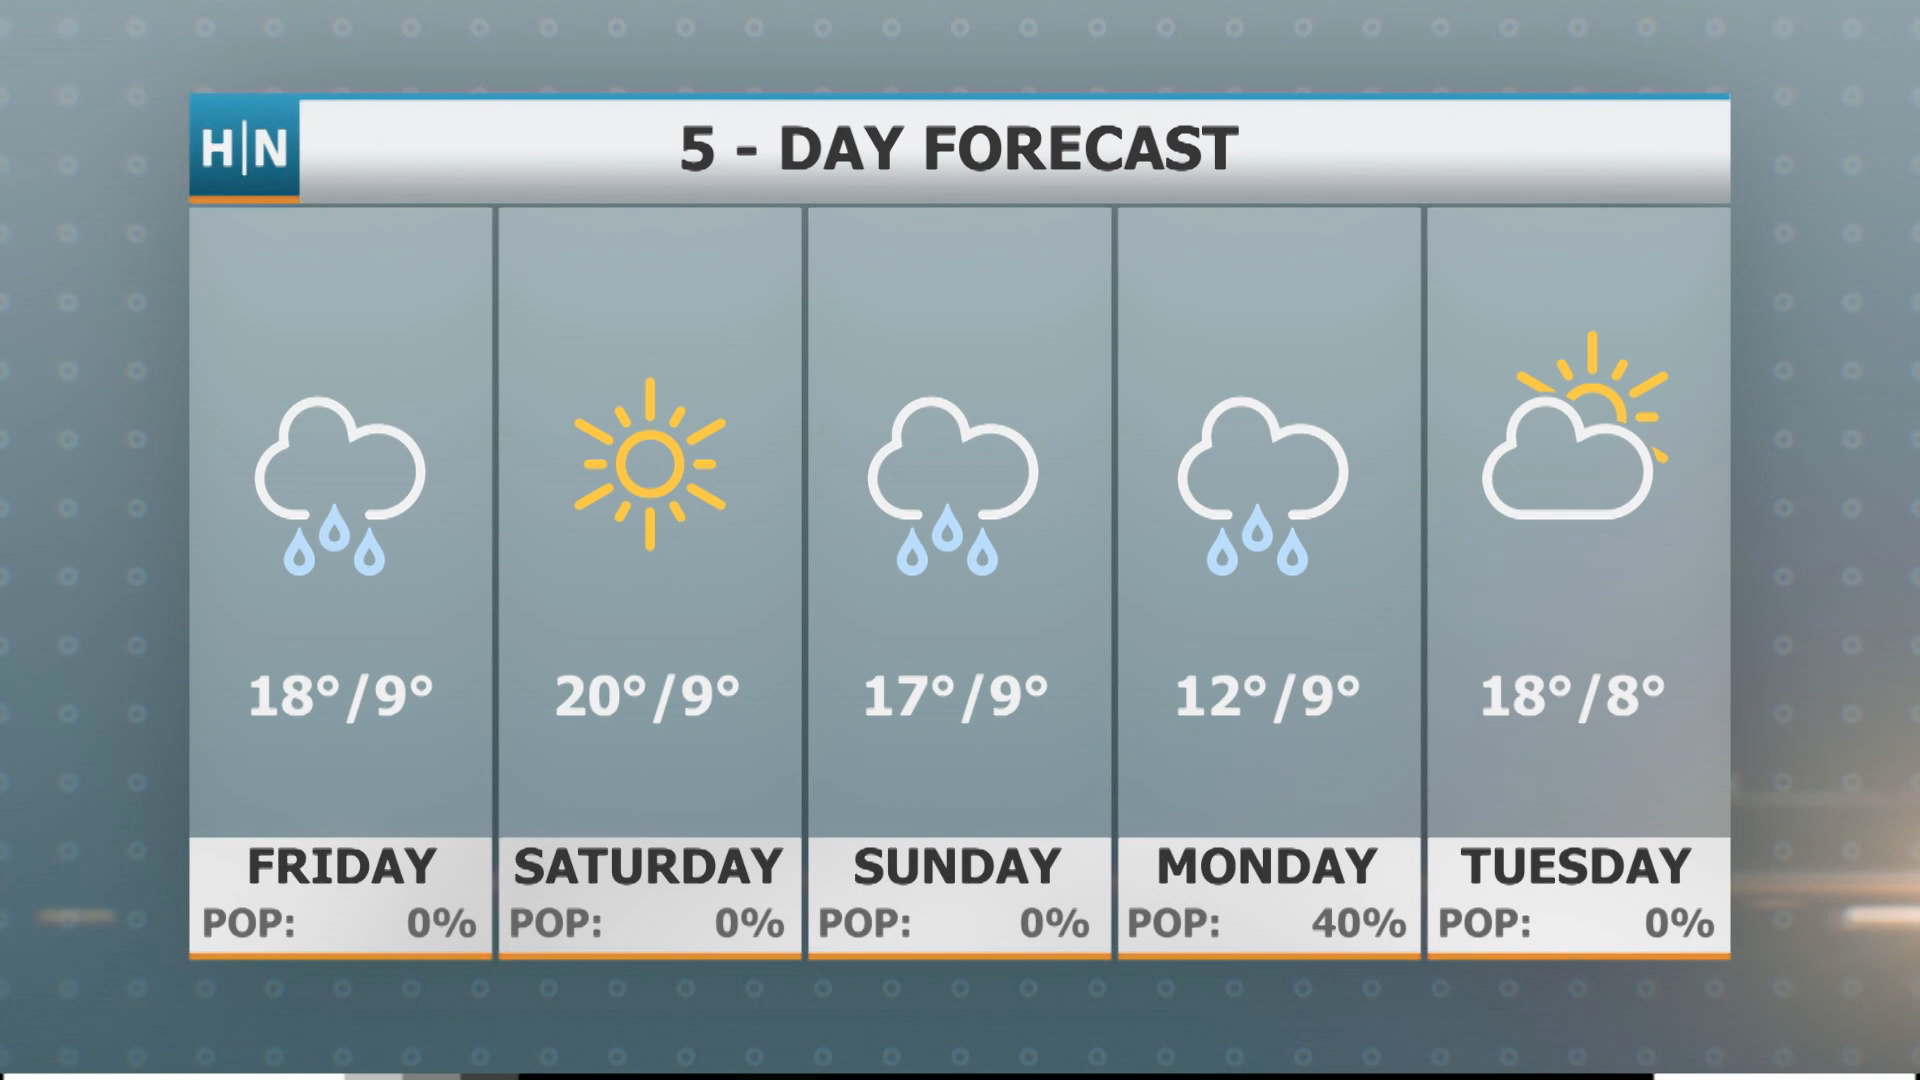 H|N
5 - DAY FORECAST
18°/9°
20°/9°
17°/9°
12°/9°
18°/8°
FRIDAY
POP: 0%
SATURDAY
POP: 0%
SUNDAY
POP: 0%
MONDAY
POP: 40%
TUESDAY
POP: 0%